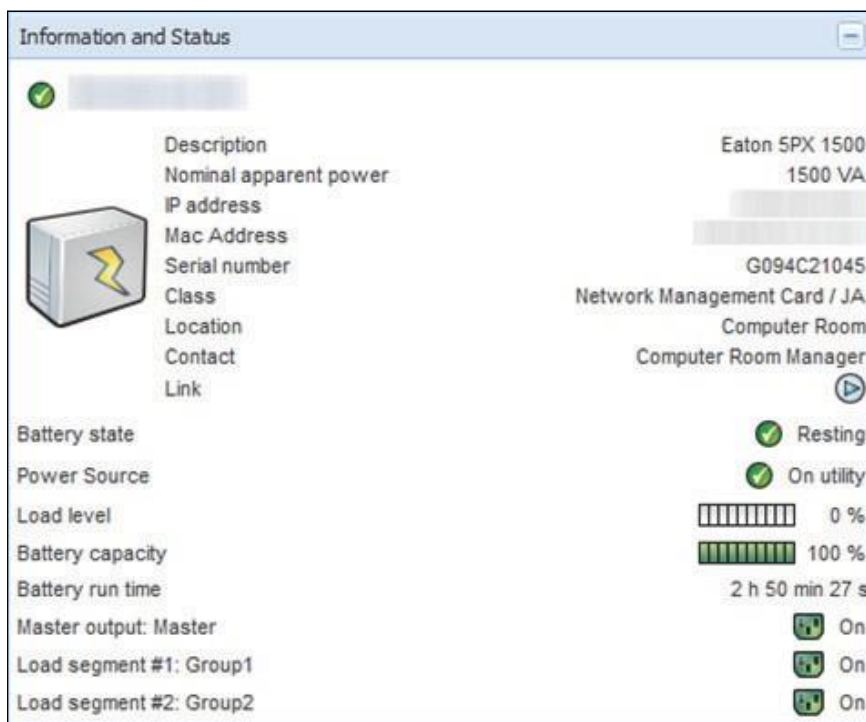 Information and Status
Description Eaton 5PX 1500
Nominal apparent power 1500 VA
IP address
Mac Address
Serial number G094C21045
Class Network Management Card / JA
Location Computer Room
Contact Computer Room Manager
Link
Battery state Resting
Power Source On utility
Load level 0 %
Battery capacity 100 %
Battery run time 2 h 50 min 27 s
Master output: Master On
Load segment #1: Group1 On
Load segment #2: Group2 On